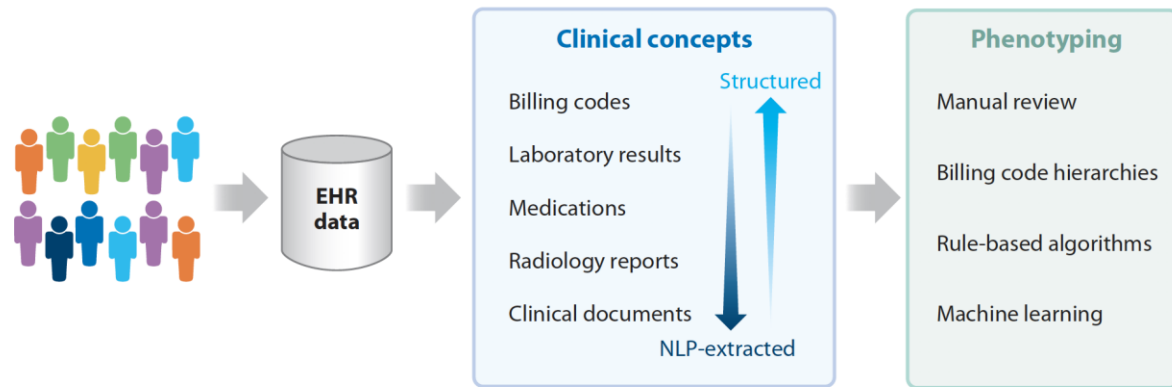 EHR
data
Clinical concepts
Structured
Billing codes
Laboratory results
Medications
Radiology reports
Clinical documents
NLP-extracted
Phenotyping
Manual review
Billing code hierarchies
Rule-based algorithms
Machine learning